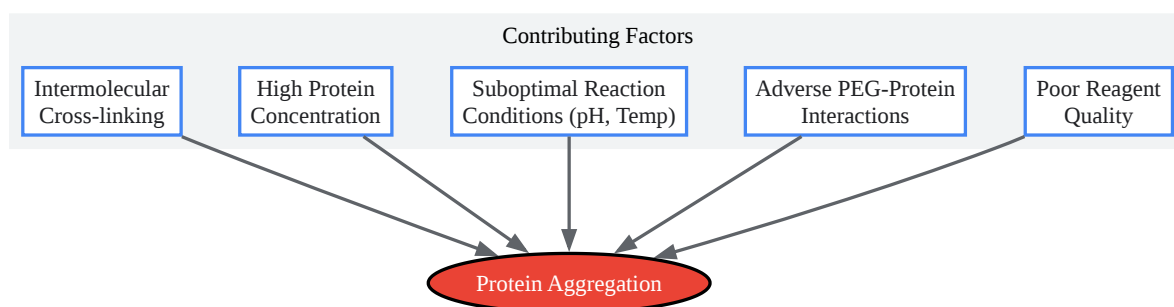 Contributing Factors
Intermolecular
Cross-linking
High Protein
Concentration
Suboptimal Reaction
Conditions (pH, Temp)
Adverse PEG-Protein
Interactions
Poor Reagent
Quality
Protein Aggregation